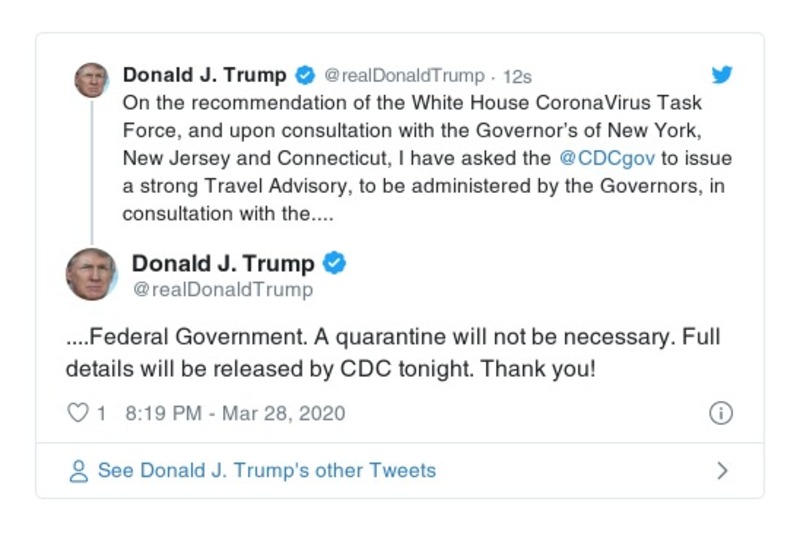 Donald J. Trump @realDonaldTrump · 12s
On the recommendation of the White House CoronaVirus Task
Force, and upon consultation with the Governor's of New York,
New Jersey and Connecticut, I have asked the @CDCgov to issue
a strong Travel Advisory, to be administered by the Governors, in
consultation with the....
Donald J. Trump
@realDonaldTrump
....Federal Government. A quarantine will not be necessary. Full
details will be released by CDC tonight. Thank you!
1 8:19 PM - Mar 28, 2020
See Donald J. Trump's other Tweets